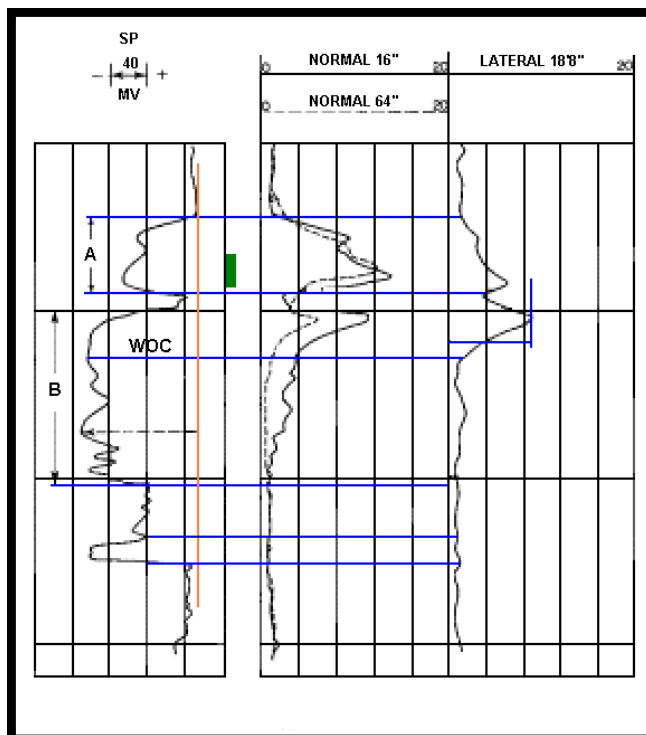 SP
- 40 +
MV
NORMAL 16"
0 20
LATERAL 18'8"
20
NORMAL 64"
0 20
A
WOC
B